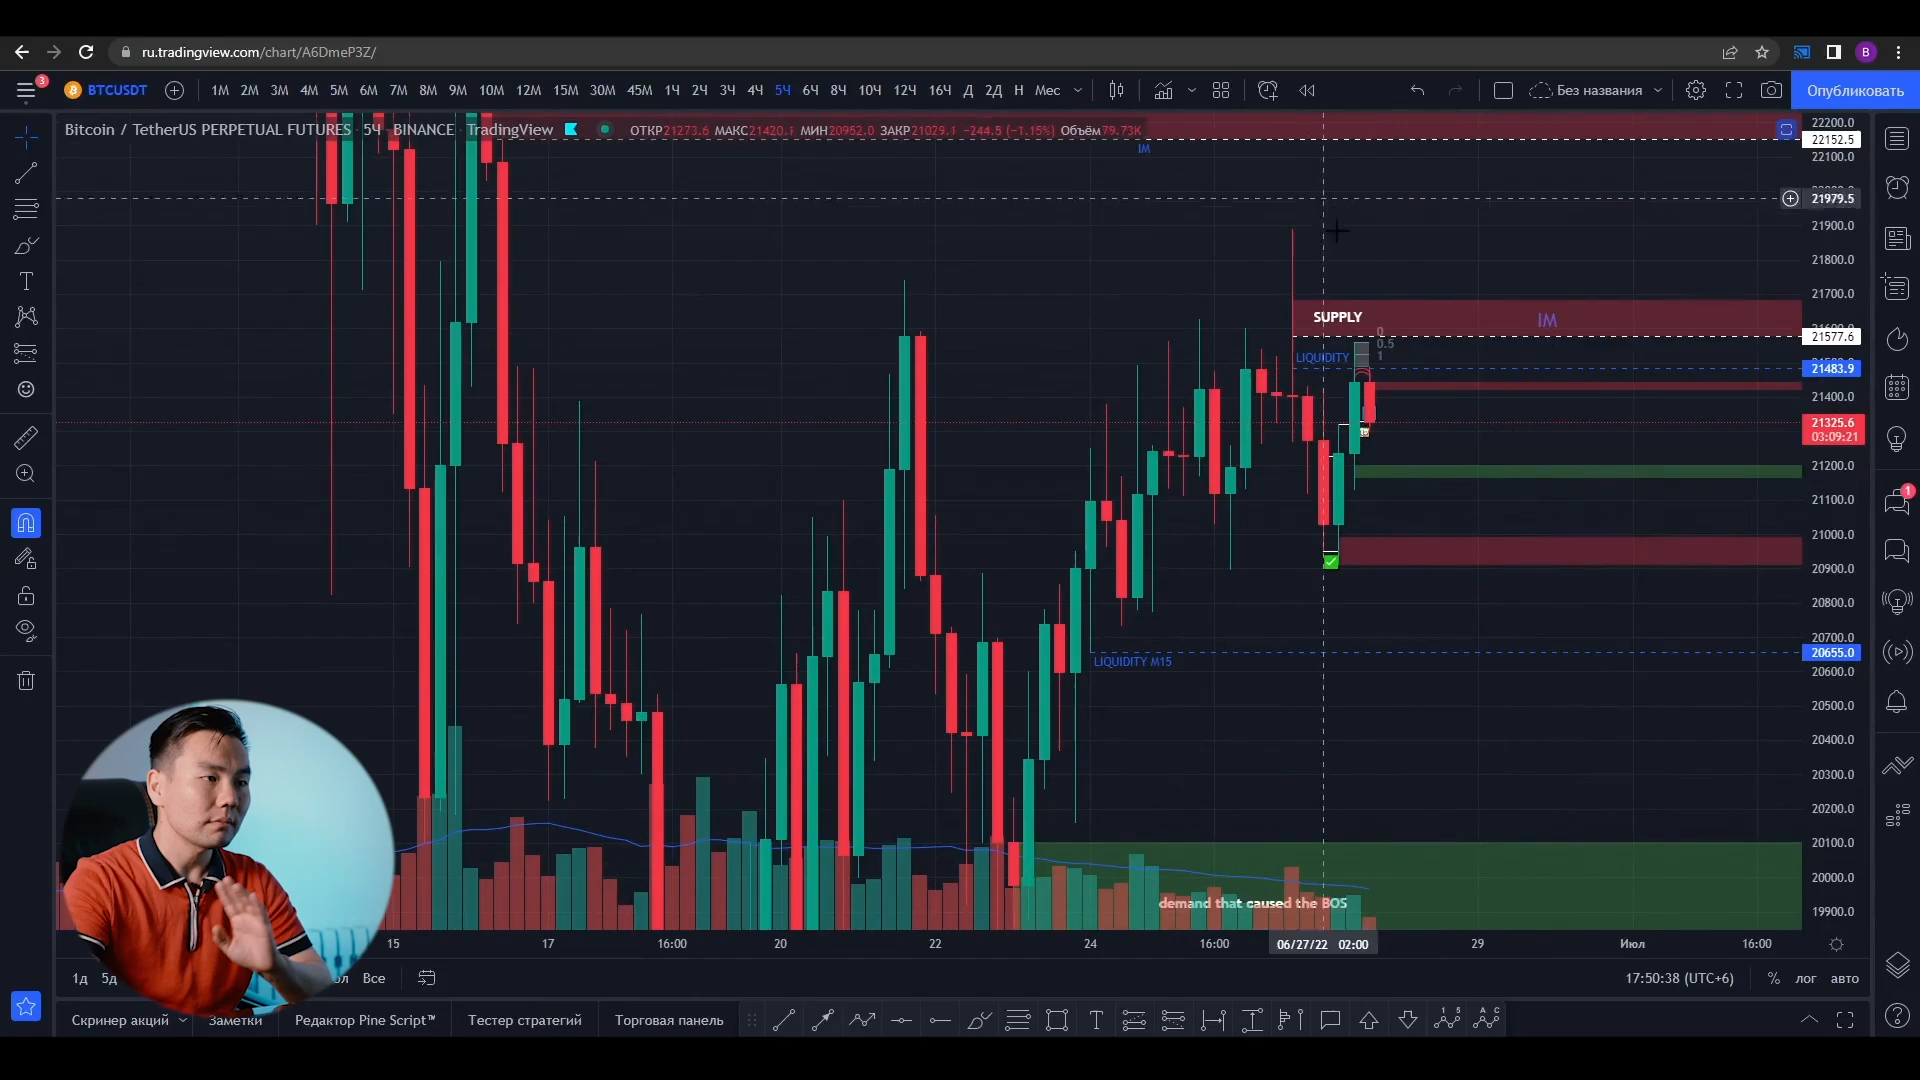 ru.tradingview.com/chart/A6DmeP3Z/
B
3
BTCUSDT
1М 2М 3М 4М 5М 6М 7М 8М 9М 10М 12М 15М 30М 45М 1Ч 2Ч 3Ч 4Ч 5Ч 6Ч 8Ч 10Ч 12Ч 16Ч Д 2Д Н Мес
Без названия
Опубликовать
Bitcoin / TetherUS PERPETUAL FUTURES 5Ч BINANCE TradingView
ОТКР21273.6 МАКС21420.1 МИН20952.0 ЗАКР21029.1 −244.5 (−1.15%) Объём79.73K
IM
22200.0
22152.5
22100.0
21979.5
21900.0
21800.0
21700.0
SUPPLY
IM
0
21577.6
0.5
LIQUIDITY
1
21483.9
21400.0
21325.6
03:09:21
21200.0
21100.0
21000.0
20900.0
20800.0
20700.0
LIQUIDITY M15
20655.0
20600.0
20500.0
20400.0
20300.0
20200.0
20100.0
20000.0
demand that caused the BOS
19900.0
1
15
17
16:00
20
22
24
16:00
06/27/22 02:00
29
Июл
16:00
1д
Все
17:50:38 (UTC+6)
%
лог
авто
Скринер акций
Заметки
Редактор Pine Script™
Тестер стратегий
Торговая панель